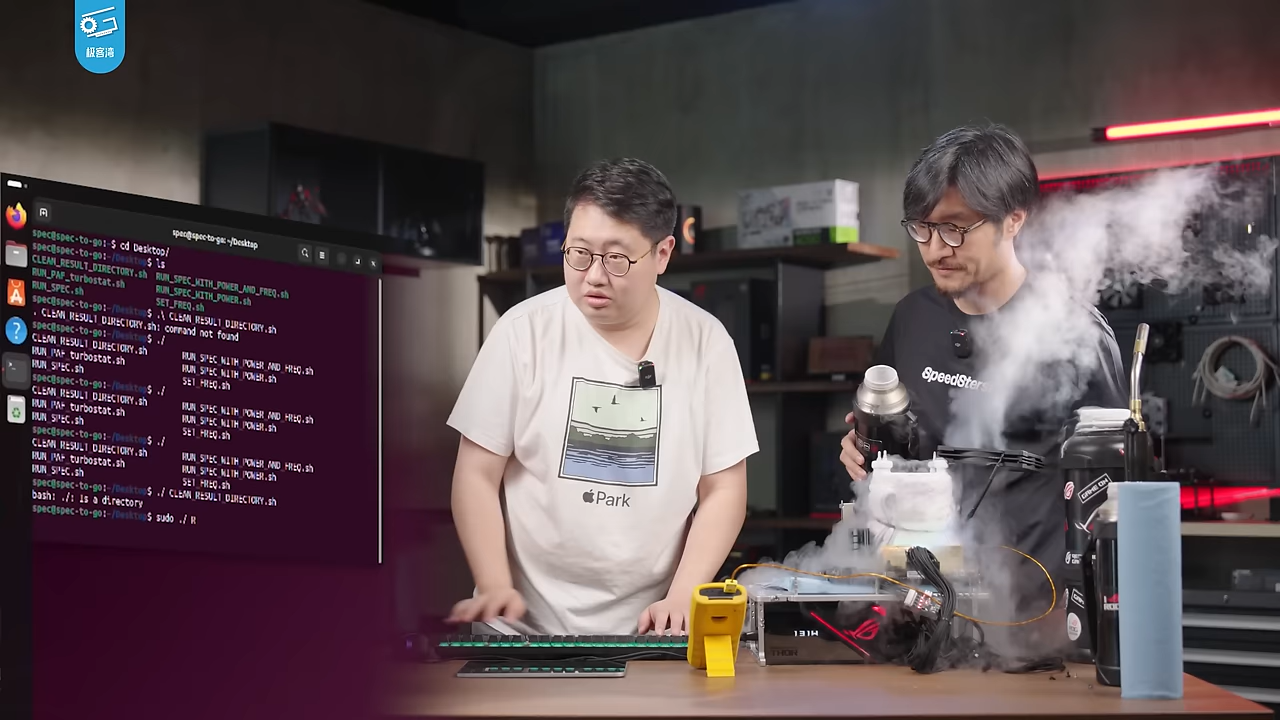 极客湾
spec@spec-to-go:~/Desktop
spec@spec-to-go:~$ cd Desktop/
spec@spec-to-go:~/Desktop$ ls
CLEAN_RESULT_DIRECTORY.sh RUN_SPEC_WITH_POWER_AND_FREQ.sh
RUN_PAF_turbostat.sh RUN_SPEC_WITH_POWER.sh
RUN_SPEC.sh SET_FREQ.sh
spec@spec-to-go:~/Desktop$ .\ CLEAN_RESULT_DIRECTORY.sh
. CLEAN_RESULT_DIRECTORY.sh: command not found
spec@spec-to-go:~/Desktop$ ./
CLEAN_RESULT_DIRECTORY.sh RUN_SPEC_WITH_POWER_AND_FREQ.sh
RUN_PAF_turbostat.sh RUN_SPEC_WITH_POWER.sh
RUN_SPEC.sh SET_FREQ.sh
spec@spec-to-go:~/Desktop$ ./
CLEAN_RESULT_DIRECTORY.sh RUN_SPEC_WITH_POWER_AND_FREQ.sh
RUN_PAF_turbostat.sh RUN_SPEC_WITH_POWER.sh
RUN_SPEC.sh SET_FREQ.sh
spec@spec-to-go:~/Desktop$ ./
CLEAN_RESULT_DIRECTORY.sh RUN_SPEC_WITH_POWER_AND_FREQ.sh
RUN_PAF_turbostat.sh RUN_SPEC_WITH_POWER.sh
RUN_SPEC.sh SET_FREQ.sh
spec@spec-to-go:~/Desktop$ ./ CLEAN_RESULT_DIRECTORY.sh
bash: ./: Is a directory
spec@spec-to-go:~/Desktop$ sudo ./ R
Park
GAME ON
THOR